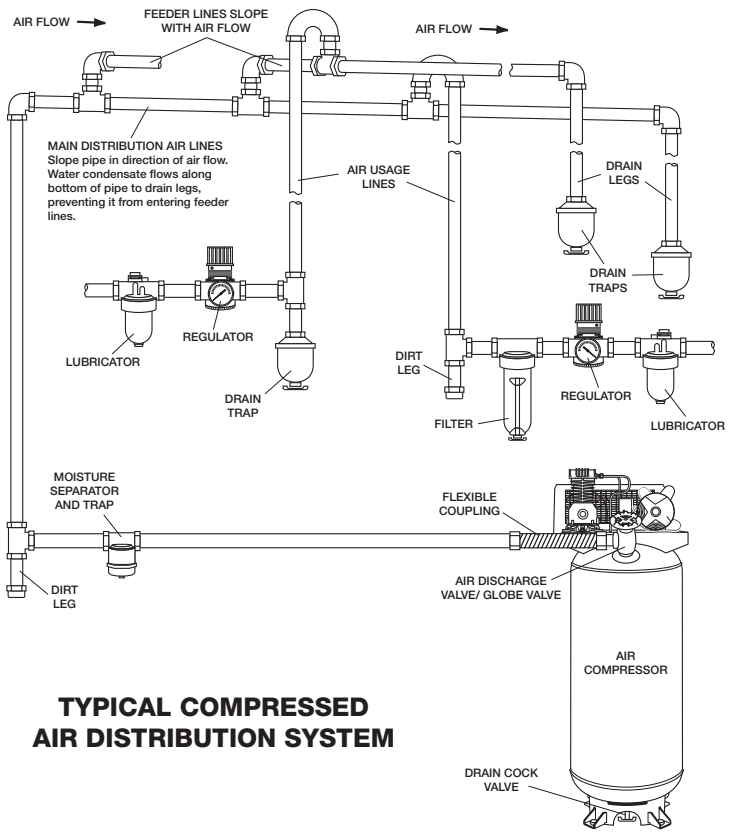 AIR FLOW
FEEDER LINES SLOPE
WITH AIR FLOW
AIR FLOW
MAIN DISTRIBUTION AIR LINES
Slope pipe in direction of air flow.
Water condensate flows along
bottom of pipe to drain legs,
preventing it from entering feeder
lines.
AIR USAGE
LINES
DRAIN
LEGS
DRAIN
TRAPS
LUBRICATOR
REGULATOR
DRAIN
TRAP
DIRT
LEG
FILTER
REGULATOR
LUBRICATOR
MOISTURE
SEPARATOR
AND TRAP
FLEXIBLE
COUPLING
DIRT
LEG
AIR DISCHARGE
VALVE/ GLOBE VALVE
AIR
COMPRESSOR
TYPICAL COMPRESSED
AIR DISTRIBUTION SYSTEM
DRAIN COCK
VALVE